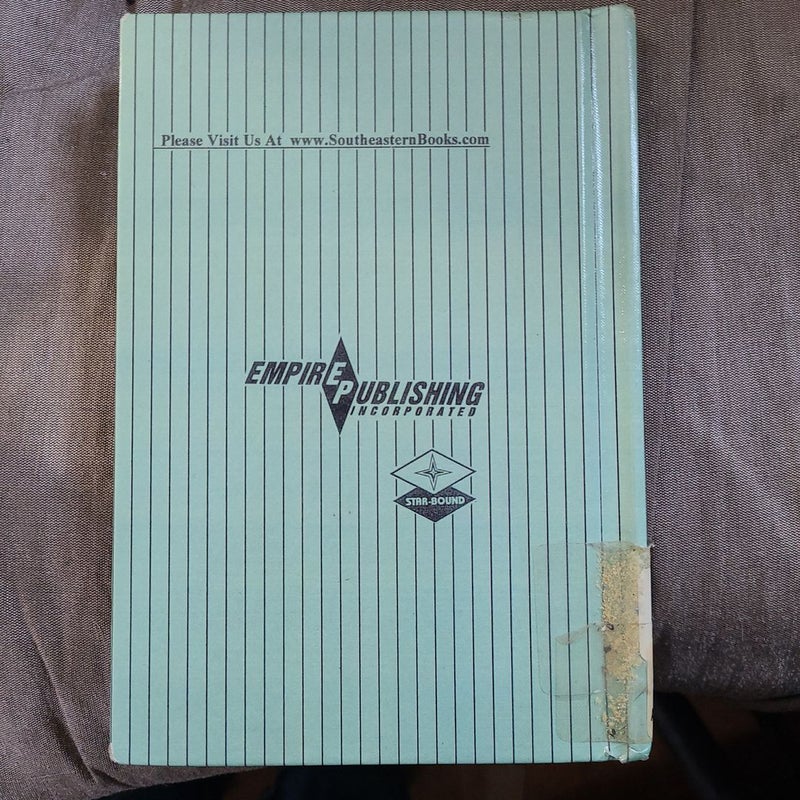 Please Visit Us At www.SoutheasternBooks.com
EMPIRE PUBLISHING
INCORPORATED
STAR-BOUND